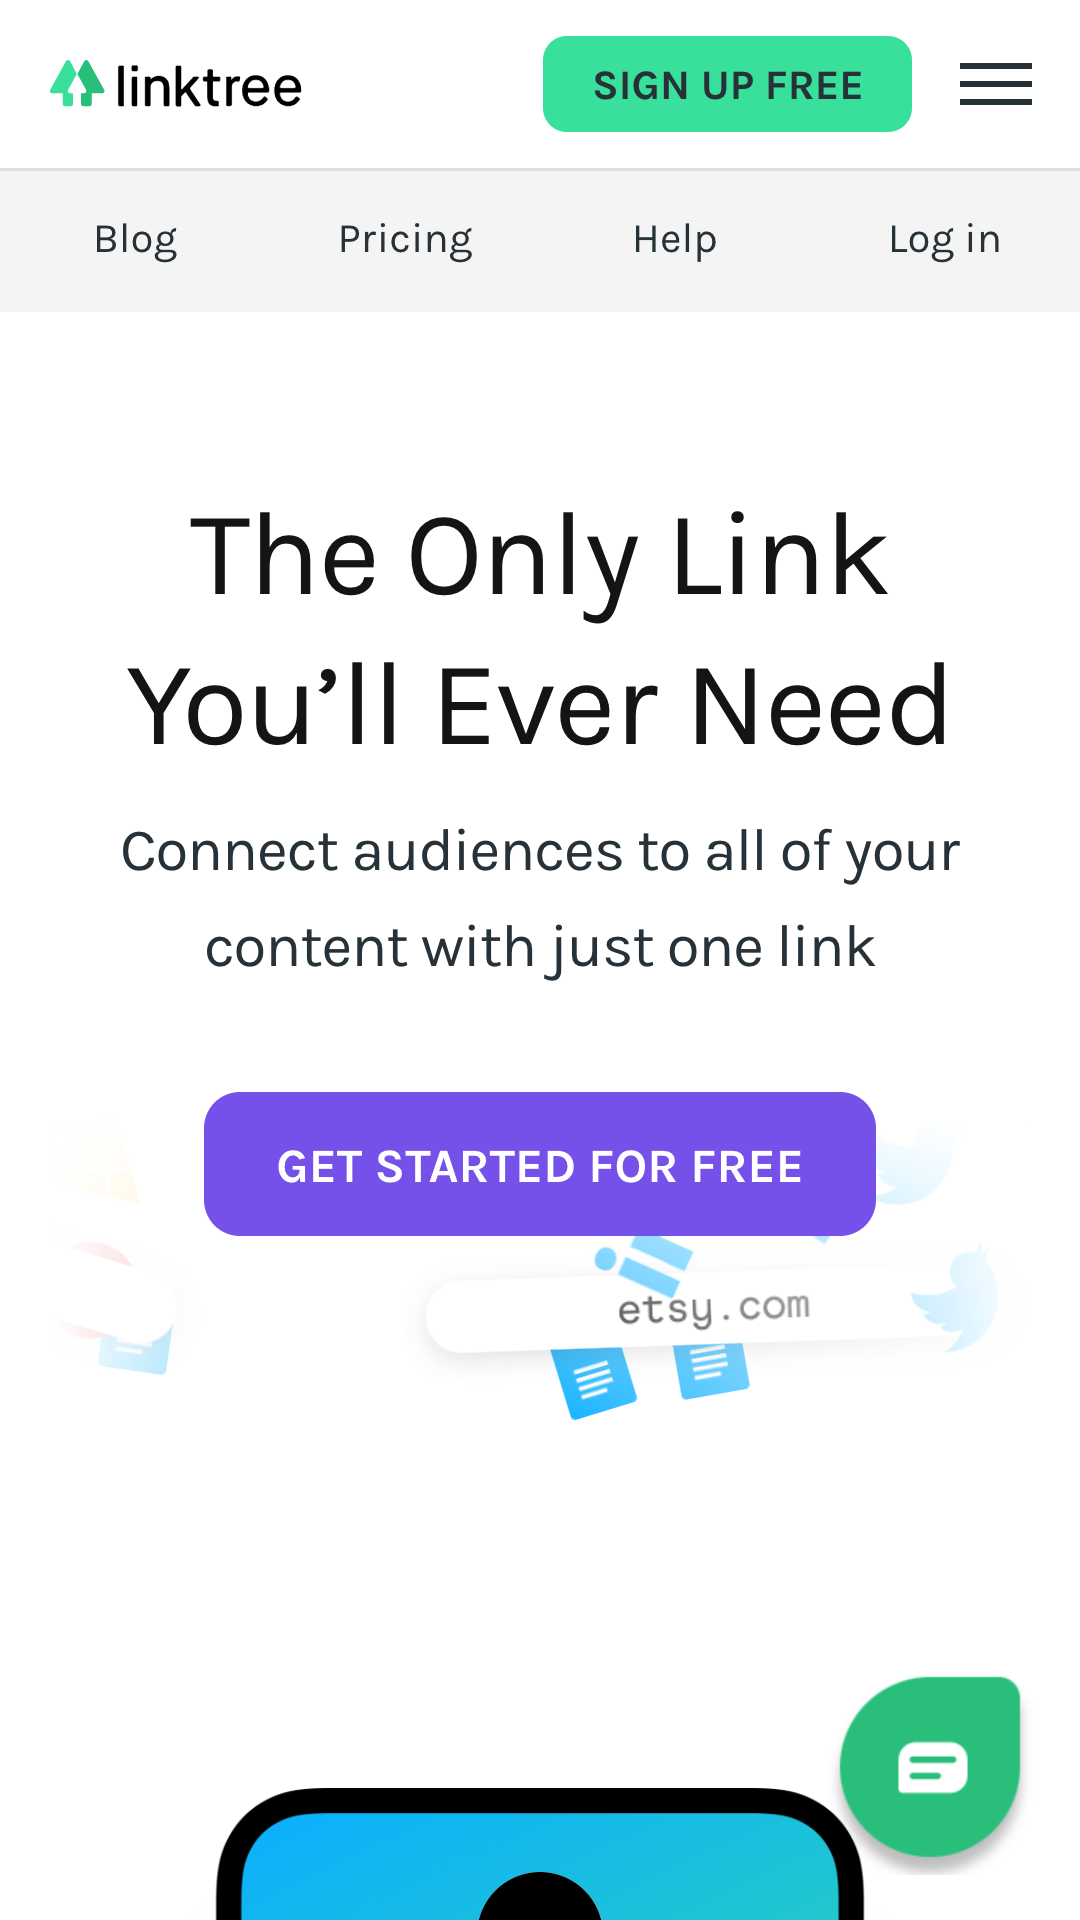 linktree
SIGN UP FREE
Blog
Pricing
Help
Log in
The Only Link
You’ll Ever Need
Connect audiences to all of your
content with just one link
GET STARTED FOR FREE
etsy.com